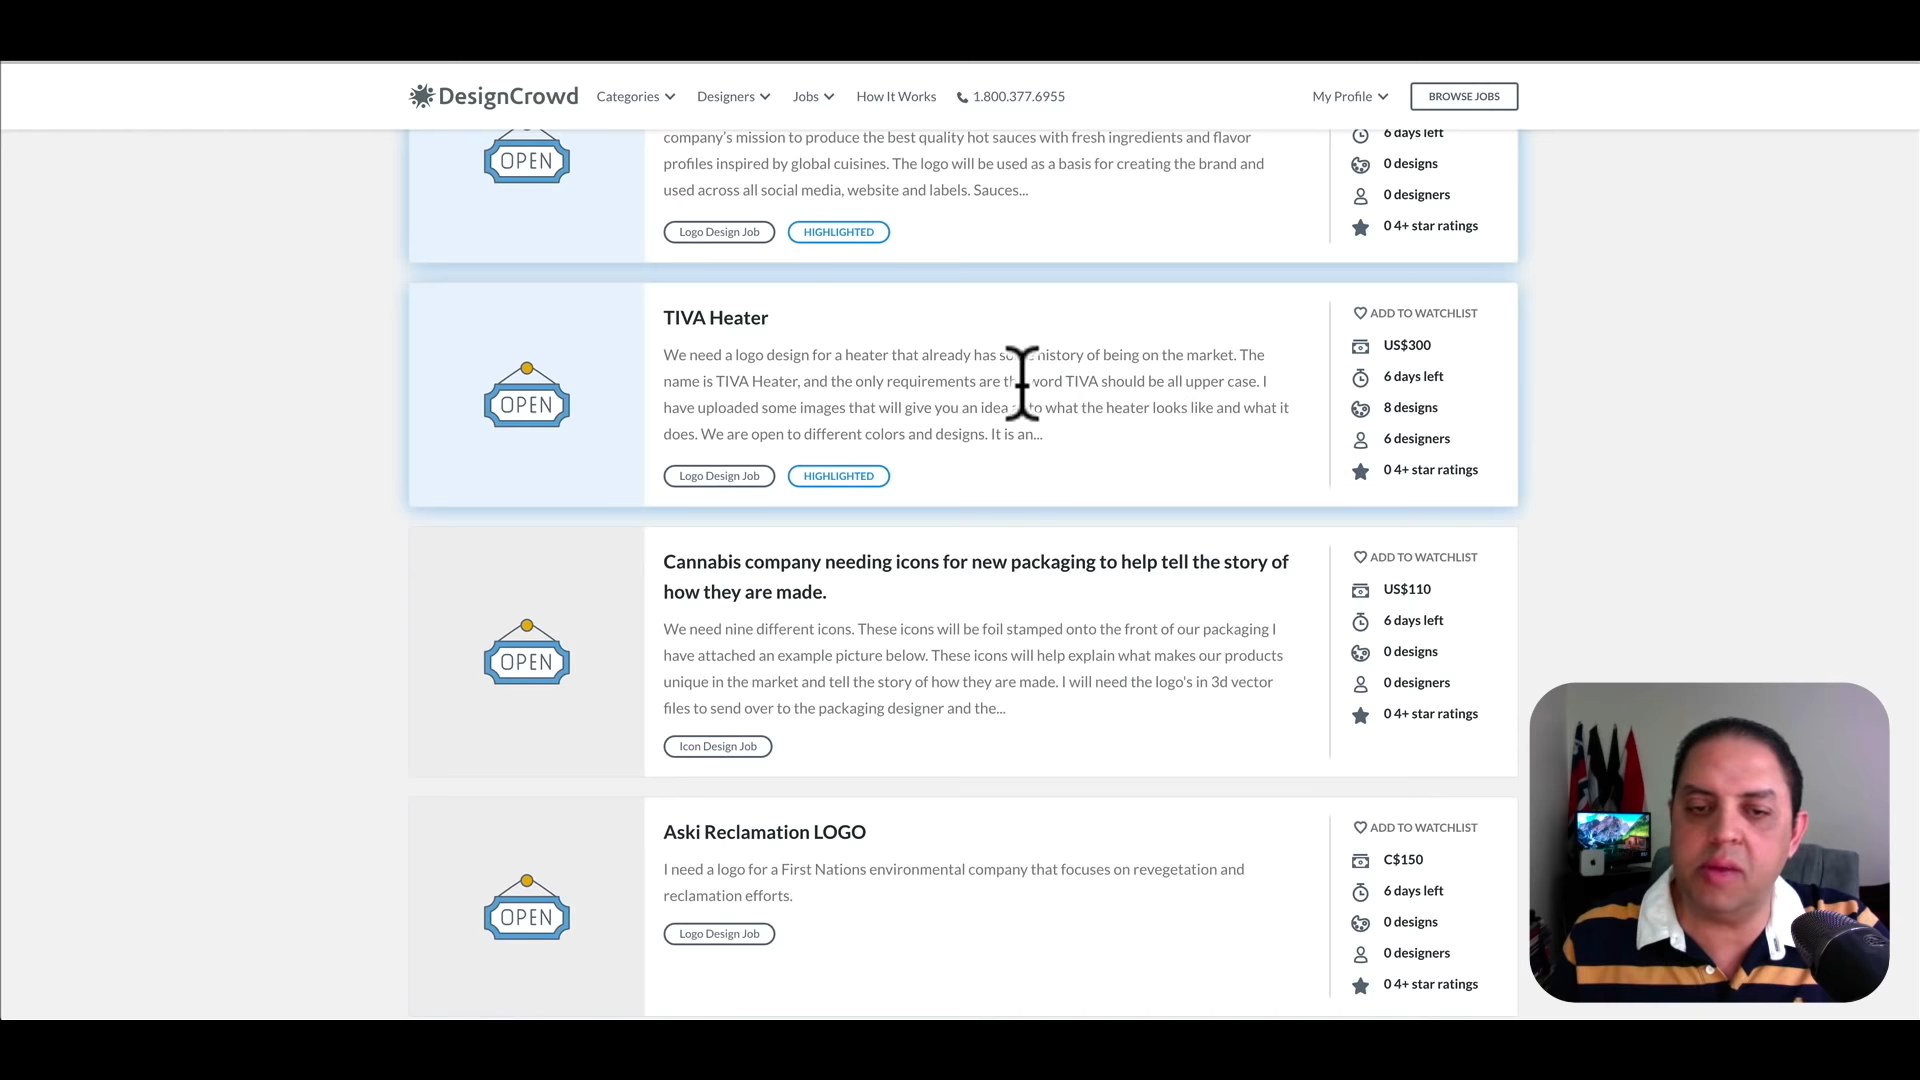 DesignCrowd Categories Designers Jobs How It Works 1.800.377.6955 My Profile BROWSE JOBS
OPEN
company's mission to produce the best quality hot sauces with fresh ingredients and flavor
profiles inspired by global cuisines. The logo will be used as a basis for creating the brand and
used across all social media, website and labels. Sauces...
Logo Design Job HIGHLIGHTED
6 days left
0 designs
0 designers
0 4+ star ratings
OPEN
TIVA Heater
We need a logo design for a heater that already has history of being on the market. The
name is TIVA Heater, and the only requirements are word TIVA should be all upper case. I
have uploaded some images that will give you an idea to what the heater looks like and what it
does. We are open to different colors and designs. It is an...
Logo Design Job HIGHLIGHTED
ADD TO WATCHLIST
US$300
6 days left
8 designs
6 designers
0 4+ star ratings
OPEN
Cannabis company needing icons for new packaging to help tell the story of
how they are made.
We need nine different icons. These icons will be foil stamped onto the front of our packaging I
have attached an example picture below. These icons will help explain what makes our products
unique in the market and tell the story of how they are made. I will need the logo's in 3d vector
files to send over to the packaging designer and the...
Icon Design Job
ADD TO WATCHLIST
US$110
6 days left
0 designs
0 designers
0 4+ star ratings
OPEN
Aski Reclamation LOGO
I need a logo for a First Nations environmental company that focuses on revegetation and
reclamation efforts.
Logo Design Job
ADD TO WATCHLIST
C$150
6 days left
0 designs
0 designers
0 4+ star ratings